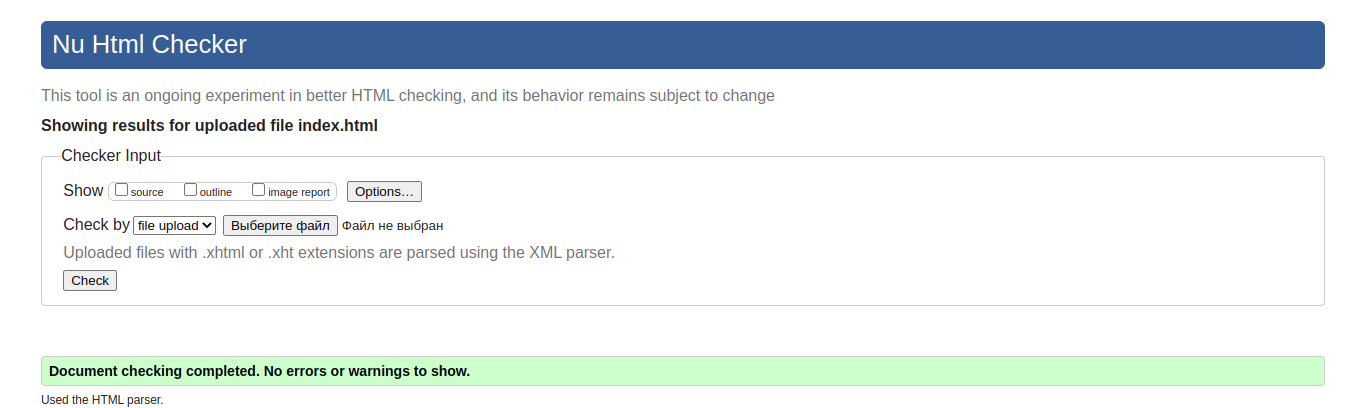 Nu Html Checker
This tool is an ongoing experiment in better HTML checking, and its behavior remains subject to change
Showing results for uploaded file index.html
Checker Input
Show source outline image report Options…
Check by file upload Выберите файл Файл не выбран
Uploaded files with .xhtml or .xht extensions are parsed using the XML parser.
Check
Document checking completed. No errors or warnings to show.
Used the HTML parser.